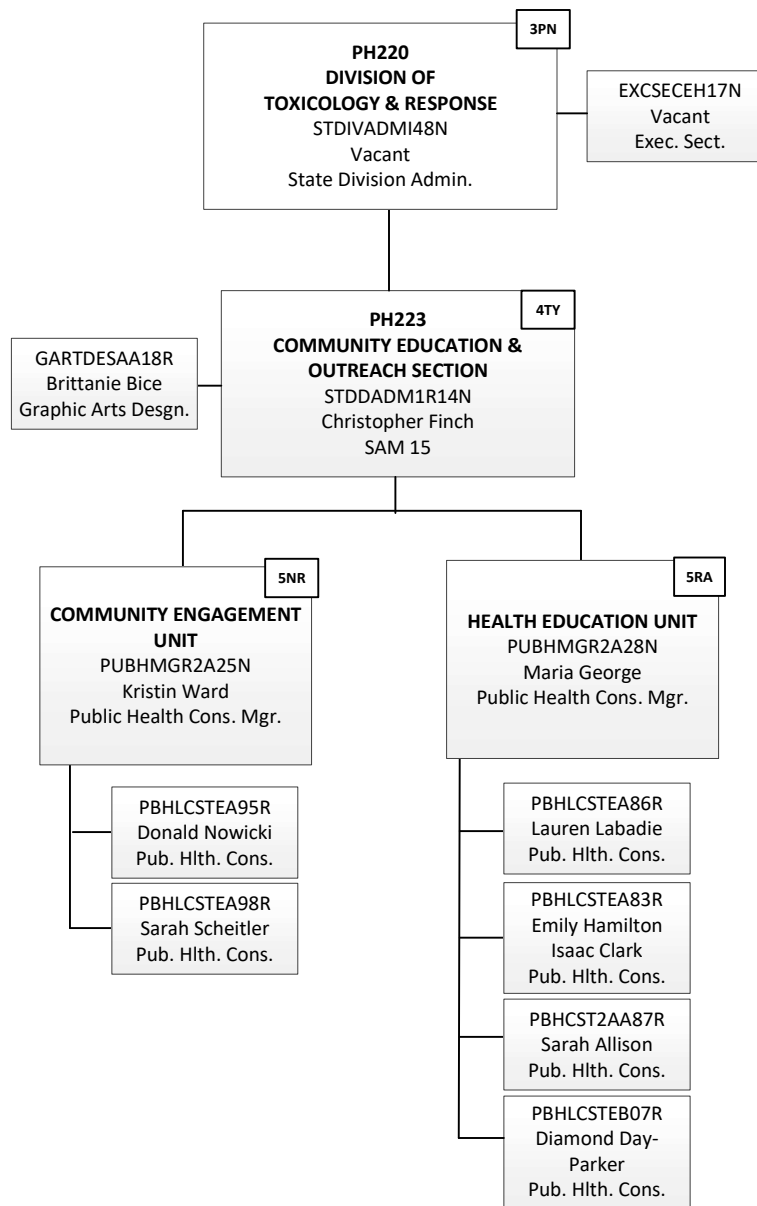 3PN
PH220
DIVISION OF
TOXICOLOGY & RESPONSE
STDIVADMI48N
Vacant
State Division Admin.
EXCSECEH17N
Vacant
Exec. Sect.
4TY
PH223
COMMUNITY EDUCATION &
OUTREACH SECTION
STDDADM1R14N
Christopher Finch
SAM 15
GARTDESAA18R
Brittanie Bice
Graphic Arts Desgn.
5NR
COMMUNITY ENGAGEMENT
UNIT
PUBHMGR2A25N
Kristin Ward
Public Health Cons. Mgr.
PBHLCSTEA95R
Donald Nowicki
Pub. Hlth. Cons.
PBHLCSTEA98R
Sarah Scheitler
Pub. Hlth. Cons.
5RA
HEALTH EDUCATION UNIT
PUBHMGR2A28N
Maria George
Public Health Cons. Mgr.
PBHLCSTEA86R
Lauren Labadie
Pub. Hlth. Cons.
PBHLCSTEA83R
Emily Hamilton
Isaac Clark
Pub. Hlth. Cons.
PBHCST2AA87R
Sarah Allison
Pub. Hlth. Cons.
PBHLCSTEB07R
Diamond Day-
Parker
Pub. Hlth. Cons.